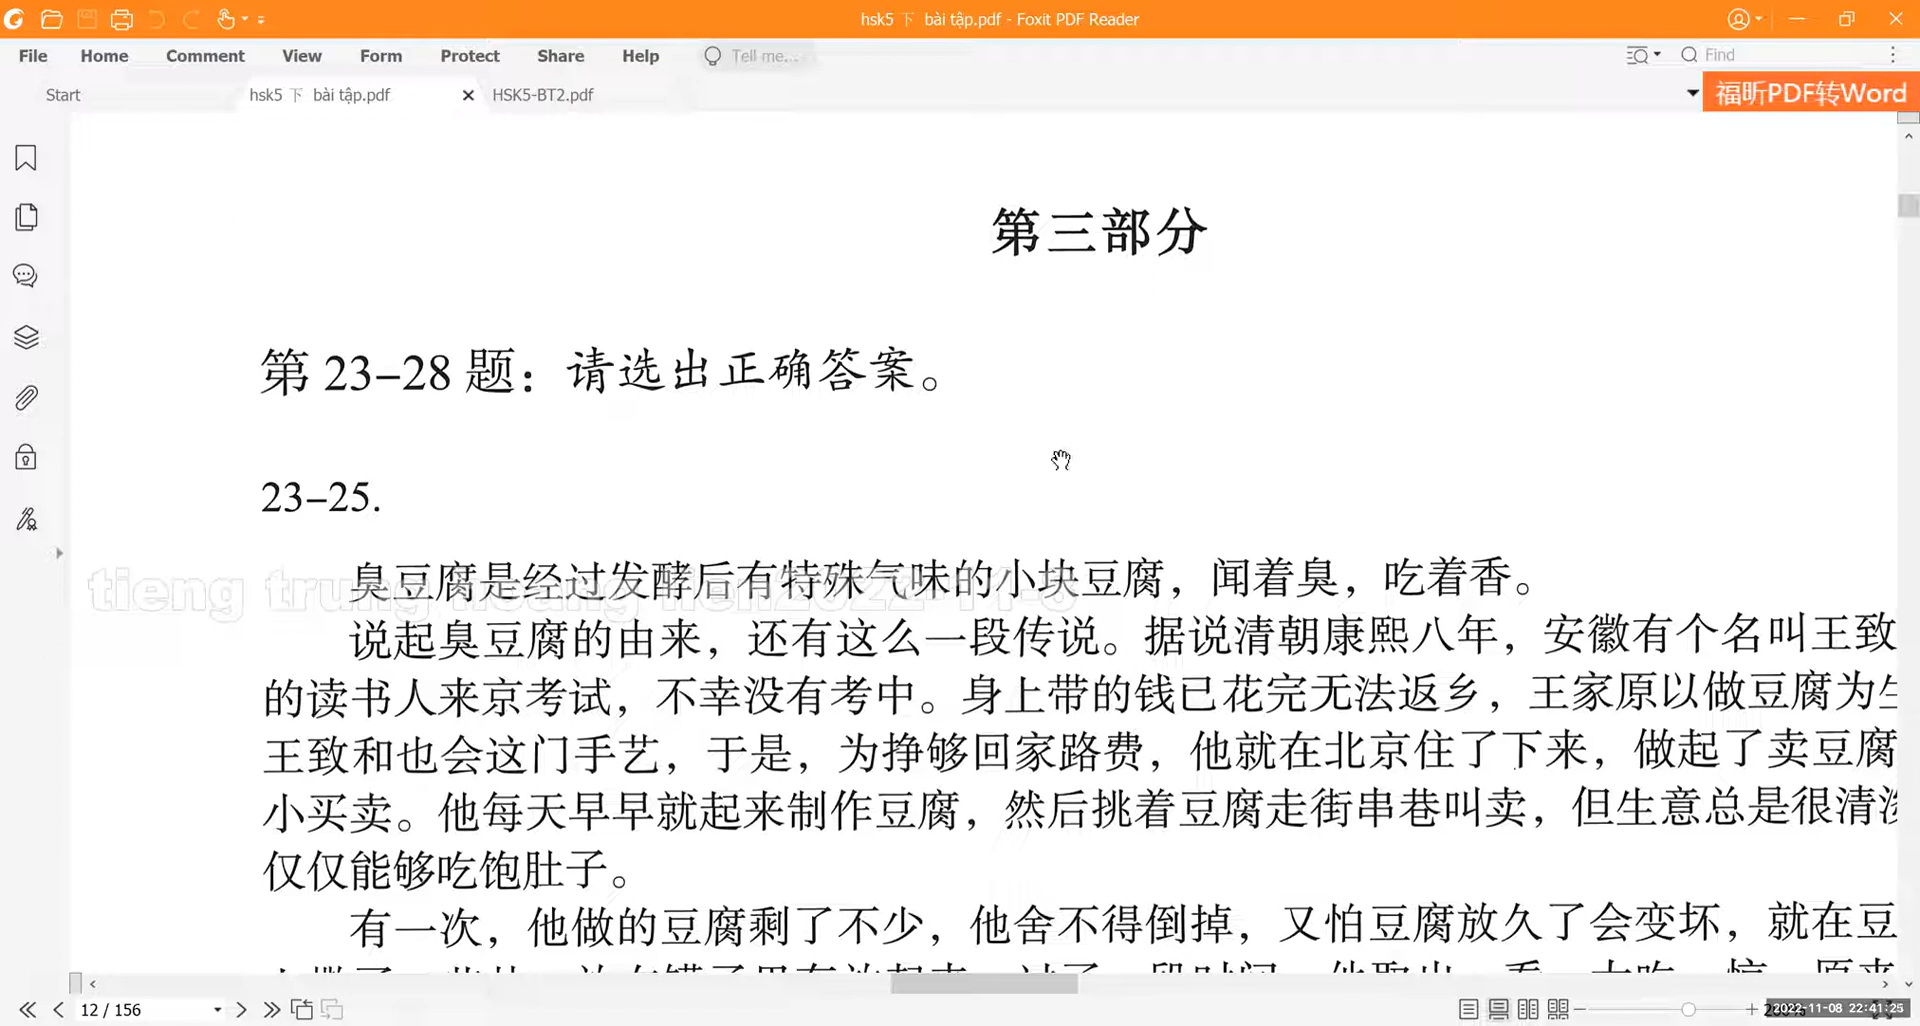 hsk5 下 bài tập.pdf - Foxit PDF Reader
File Home Comment View Form Protect Share Help Tell me... Find
Start hsk5 下 bài tập.pdf HSK5-BT2.pdf 福昕PDF转Word
第三部分
第 23–28 题：请选出正确答案。
23–25.
臭豆腐是经过发酵后有特殊气味的小块豆腐，闻着臭，吃着香。
tieng trung hoang lien2022-11-8
说起臭豆腐的由来，还有这么一段传说。据说清朝康熙八年，安徽有个名叫王致
的读书人来京考试，不幸没有考中。身上带的钱已花完无法返乡，王家原以做豆腐为生
王致和也会这门手艺，于是，为挣够回家路费，他就在北京住了下来，做起了卖豆腐
小买卖。他每天早早就起来制作豆腐，然后挑着豆腐走街串巷叫卖，但生意总是很清
仅仅能够吃饱肚子。
有一次，他做的豆腐剩了不少，他舍不得倒掉，又怕豆腐放久了会变坏，就在豆
12 / 156
2022-11-08 22:41:25